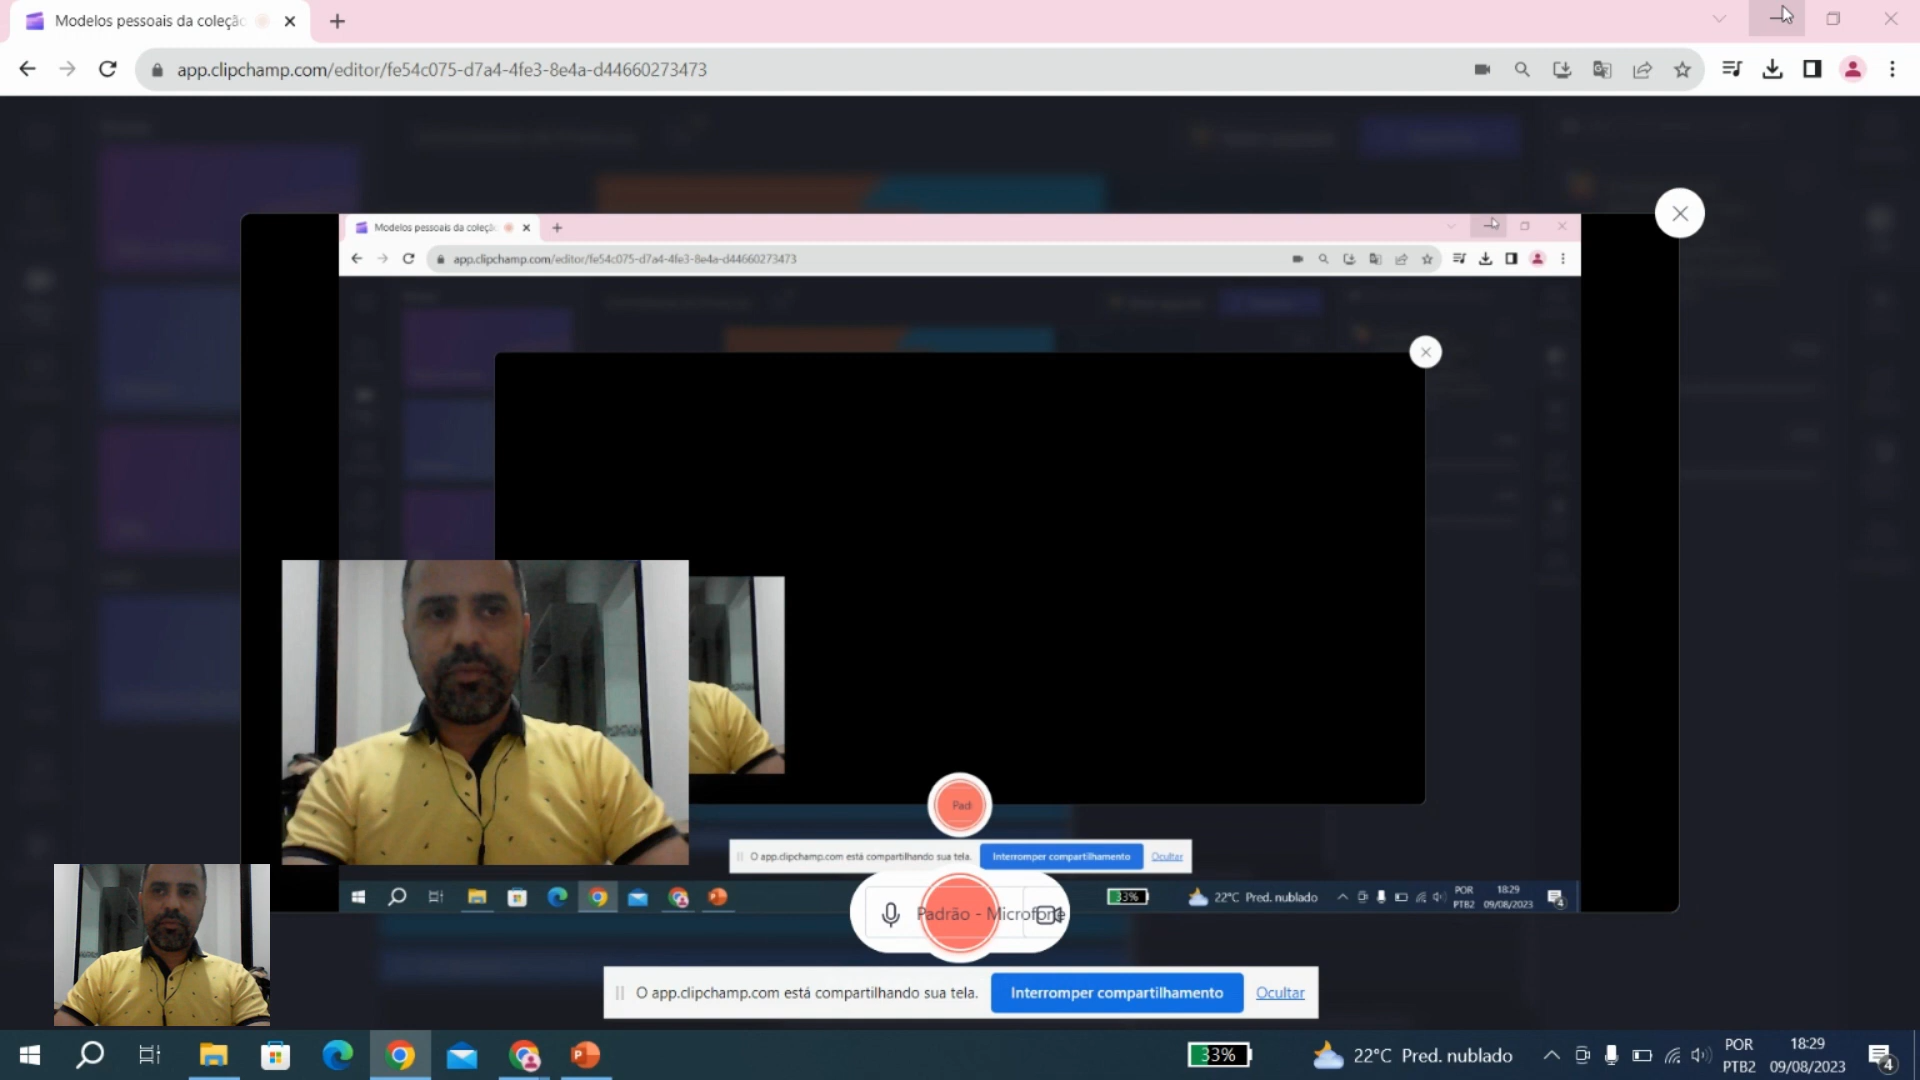 Modelos pessoais da coleçã
app.clipchamp.com/editor/fe54c075-d7a4-4fe3-8e4a-d44660273473
Modelos pessoais da coleçã
app.clipchamp.com/editor/fe54c075-d7a4-4fe3-8e4a-d44660273473
Pad
O app.clipchamp.com está compartilhando sua tela.
Interromper compartilhamento
Ocultar
33%
22°C Pred. nublado
POR
PTB2
18:29
09/08/2023
4
Padrão - Microfone
O app.clipchamp.com está compartilhando sua tela.
Interromper compartilhamento
Ocultar
33%
22°C Pred. nublado
POR
PTB2
18:29
09/08/2023
4